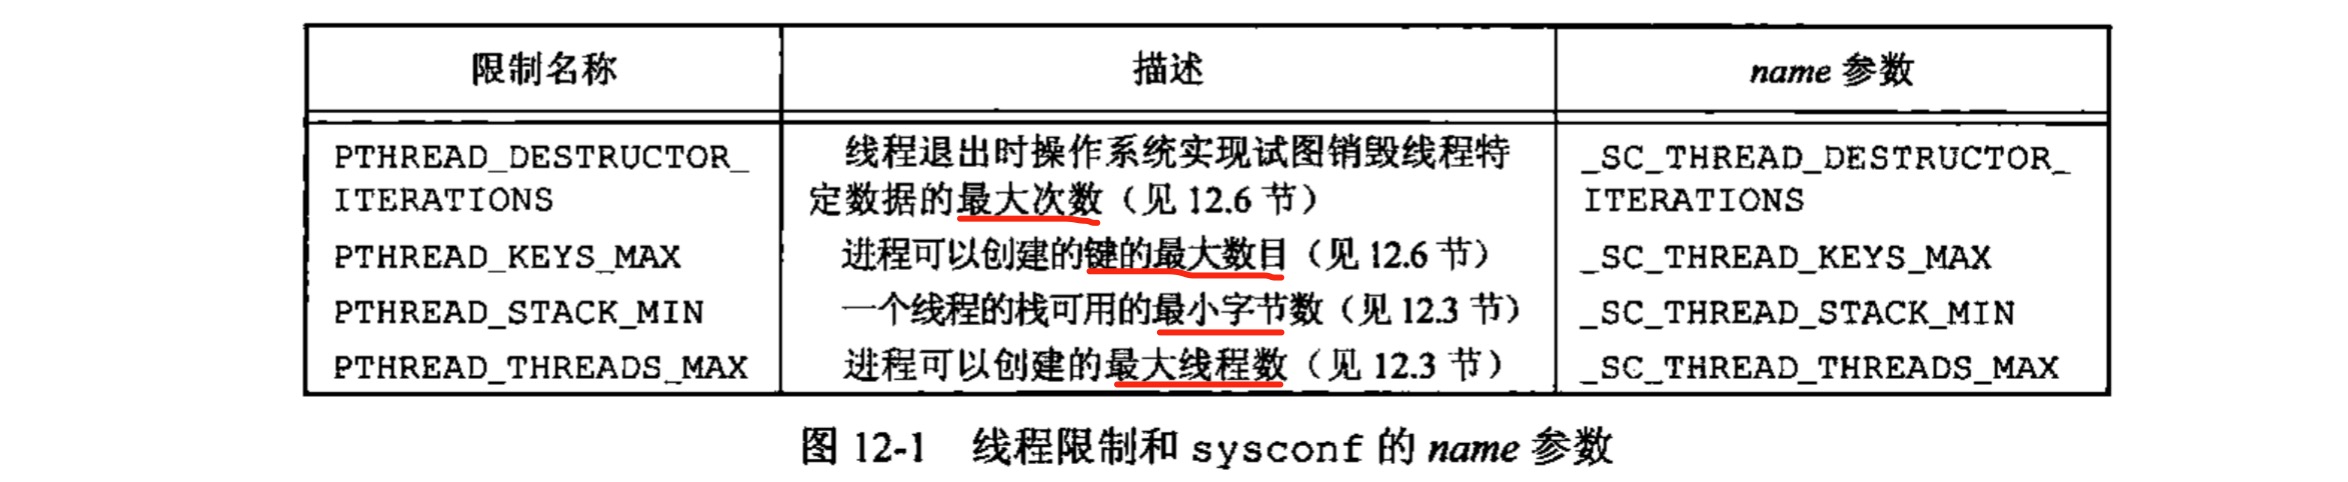 限制名称 描述 name 参数
PTHREAD_DESTRUCTOR_ 线程退出时操作系统实现试图销毁线程特 _SC_THREAD_DESTRUCTOR_
ITERATIONS 定数据的最大次数（见 12.6 节） ITERATIONS
PTHREAD_KEYS_MAX 进程可以创建的键的最大数目（见 12.6 节） _SC_THREAD_KEYS_MAX
PTHREAD_STACK_MIN 一个线程的栈可用的最小字节数（见 12.3 节） _SC_THREAD_STACK_MIN
PTHREAD_THREADS_MAX 进程可以创建的最大线程数（见 12.3 节） _SC_THREAD_THREADS_MAX
图 12-1 线程限制和 sysconf 的 name 参数